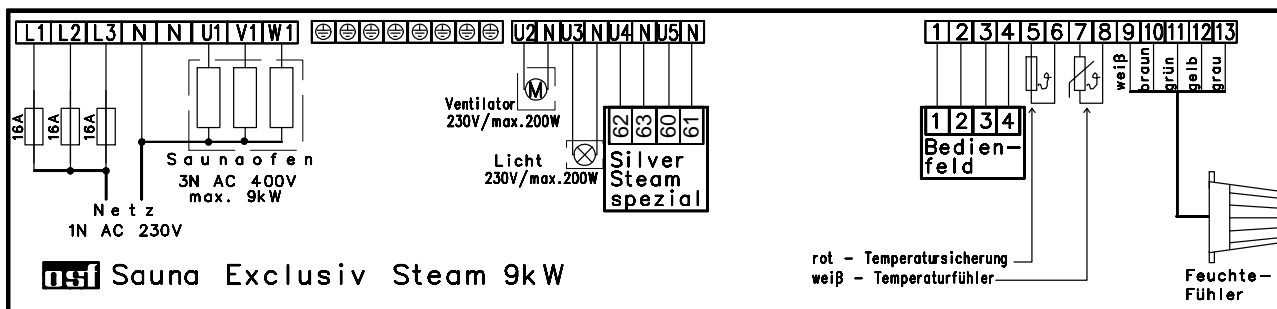 L1 L2 L3 N N U1 V1 W1 U2 N U3 N U4 N U5 N 1 2 3 4 5 6 7 8 9 10 11 12 13
16A 16A 16A
Saunaofen
3N AC 400V
max. 9kW
Netz
1N AC 230V
M
Ventilator
230V/max.200W
Licht
230V/max.200W
62 63 60 61
Silver
Steam
spezial
1 2 3 4
Bedien-
feld
ϑ ϑ
weiß
braun
grün
gelb
grau
rot - Temperatursicherung
weiß - Temperaturfühler
Feuchte-
Fühler
osf Sauna Exclusiv Steam 9kW